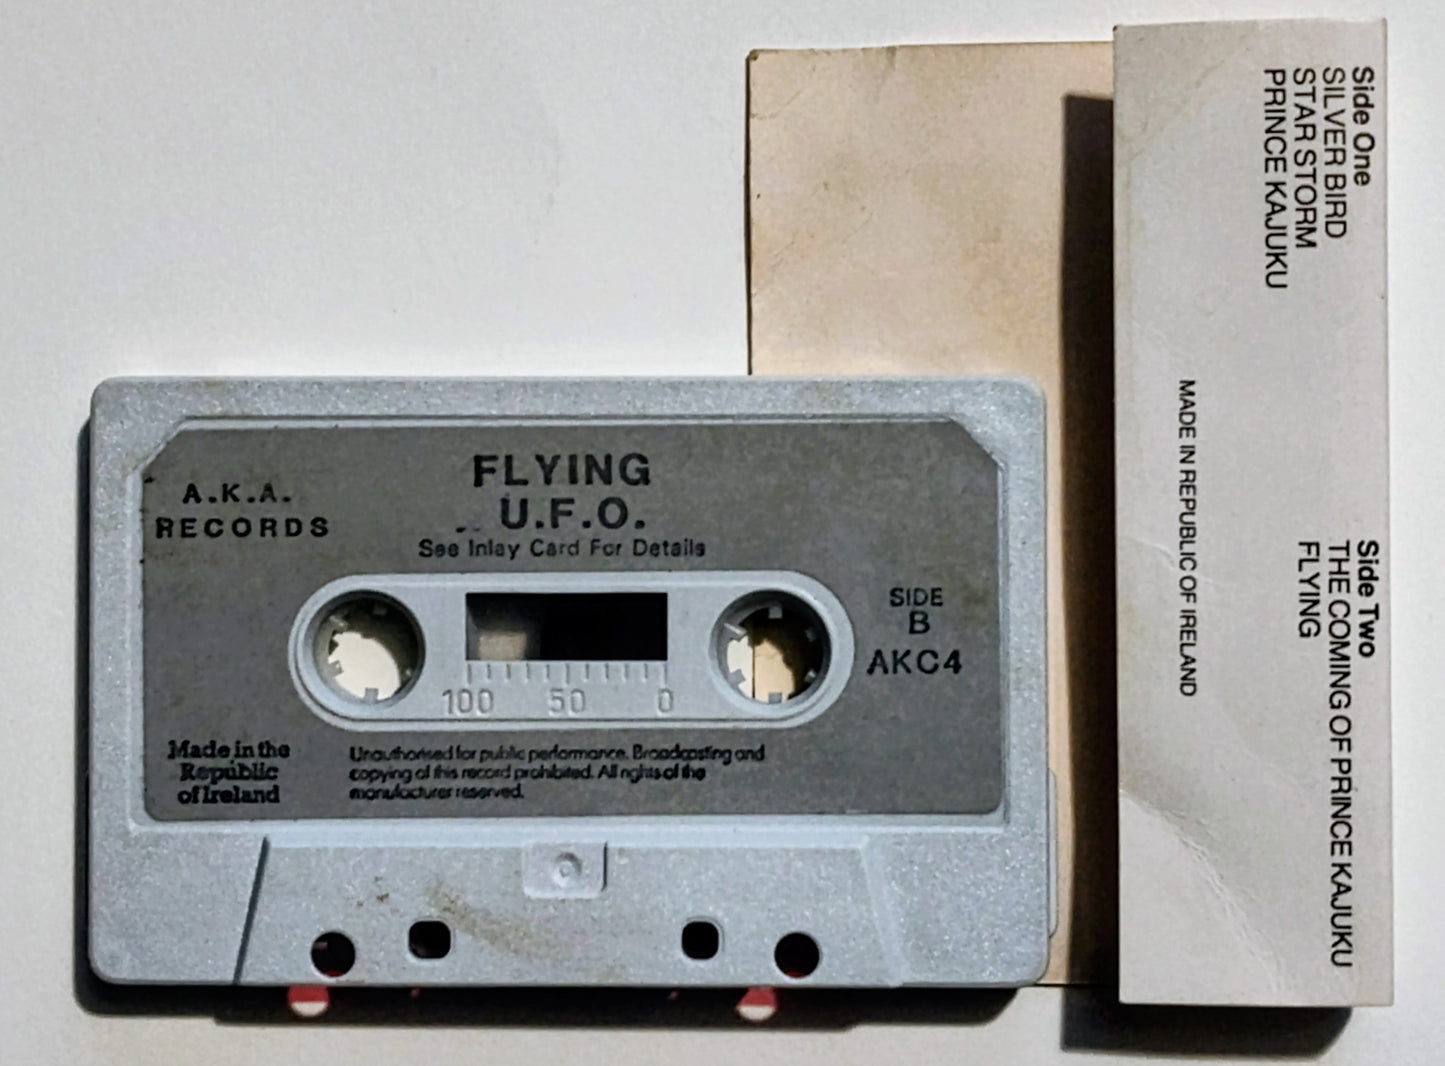 A.K.A.
RECORDS
FLYING
U.F.O.
See Inlay Card For Details
SIDE
B
AKC4
100 50 0
Made in the
Republic
of Ireland
Unauthorised for public performance. Broadcasting and
copying of this record prohibited. All rights of the
manufacturer reserved.
Side One
SILVER BIRD
STAR STORM
PRINCE KAJUKU
MADE IN REPUBLIC OF IRELAND
Side Two
THE COMING OF PRINCE KAJUKU
FLYING